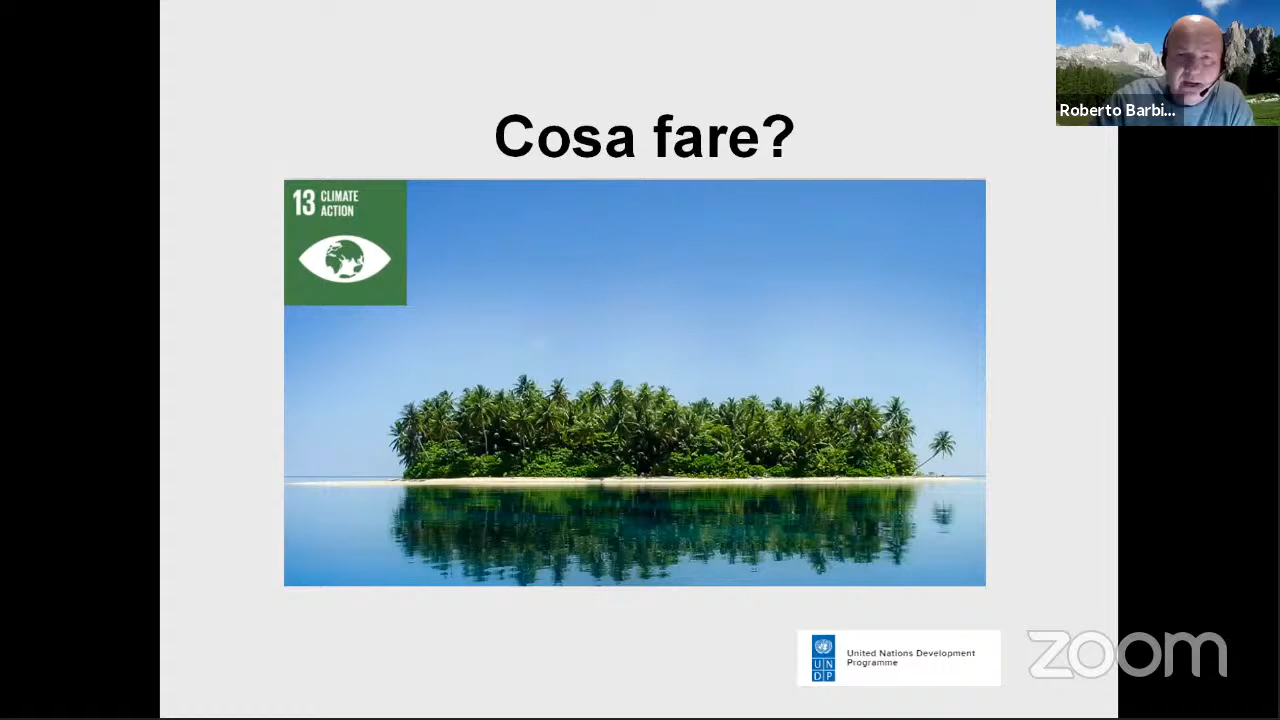 Roberto Barbi...
Cosa fare?
13 CLIMATE
ACTION
U N
D P
United Nations Development
Programme
zoom